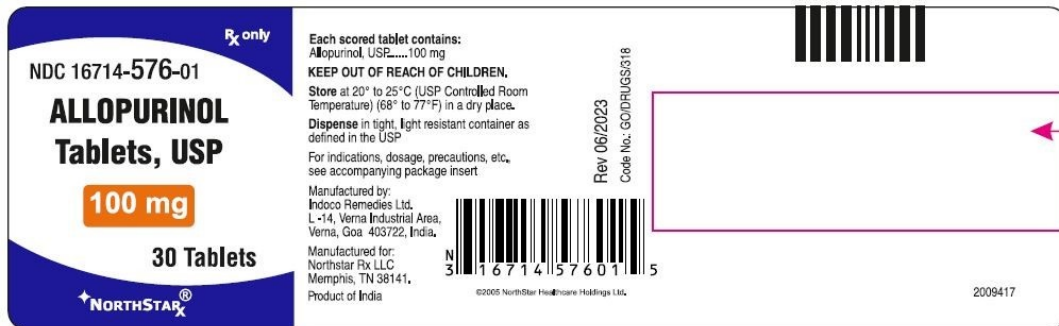 Rx only
NDC 16714-576-01
ALLOPURINOL
Tablets, USP
100 mg
30 Tablets
NORTHSTARx®
Each scored tablet contains:
Allopurinol, USP......100 mg
KEEP OUT OF REACH OF CHILDREN.
Store at 20° to 25°C (USP Controlled Room
Temperature) (68° to 77°F) in a dry place.
Dispense in tight, light resistant container as
defined in the USP
For indications, dosage, precautions, etc.
see accompanying package insert
Manufactured by:
Indoco Remedies Ltd.
L -14, Verna Industrial Area,
Verna, Goa 403722, India.
Manufactured for:
Northstar Rx LLC
Memphis, TN 38141.
Product of India
Rev 06/2023
Code No.: GO/DRUGS/318
N
3 16714 57601 5
©2005 NorthStar Healthcare Holdings Ltd.
2009417